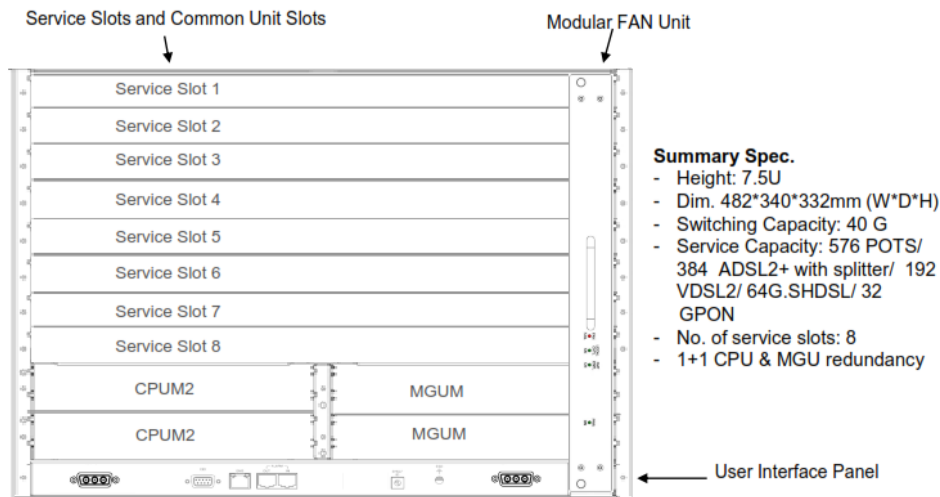 Service Slots and Common Unit Slots
Modular FAN Unit
Service Slot 1
Service Slot 2
Service Slot 3
Service Slot 4
Service Slot 5
Service Slot 6
Service Slot 7
Service Slot 8
CPUM2
MGUM
CPUM2
MGUM
Summary Spec.
- Height: 7.5U
- Dim. 482*340*332mm (W*D*H)
- Switching Capacity: 40 G
- Service Capacity: 576 POTS/
384 ADSL2+ with splitter/ 192
VDSL2/ 64G.SHDSL/ 32
GPON
- No. of service slots: 8
- 1+1 CPU & MGU redundancy
User Interface Panel